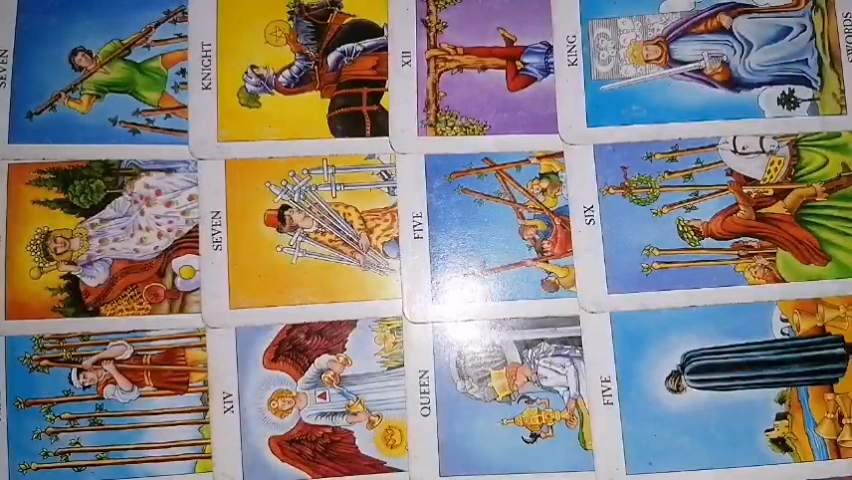 SEVEN
KNIGHT
XII
KING
SWORDS
SEVEN
FIVE
SIX
XIV
QUEEN
FIVE